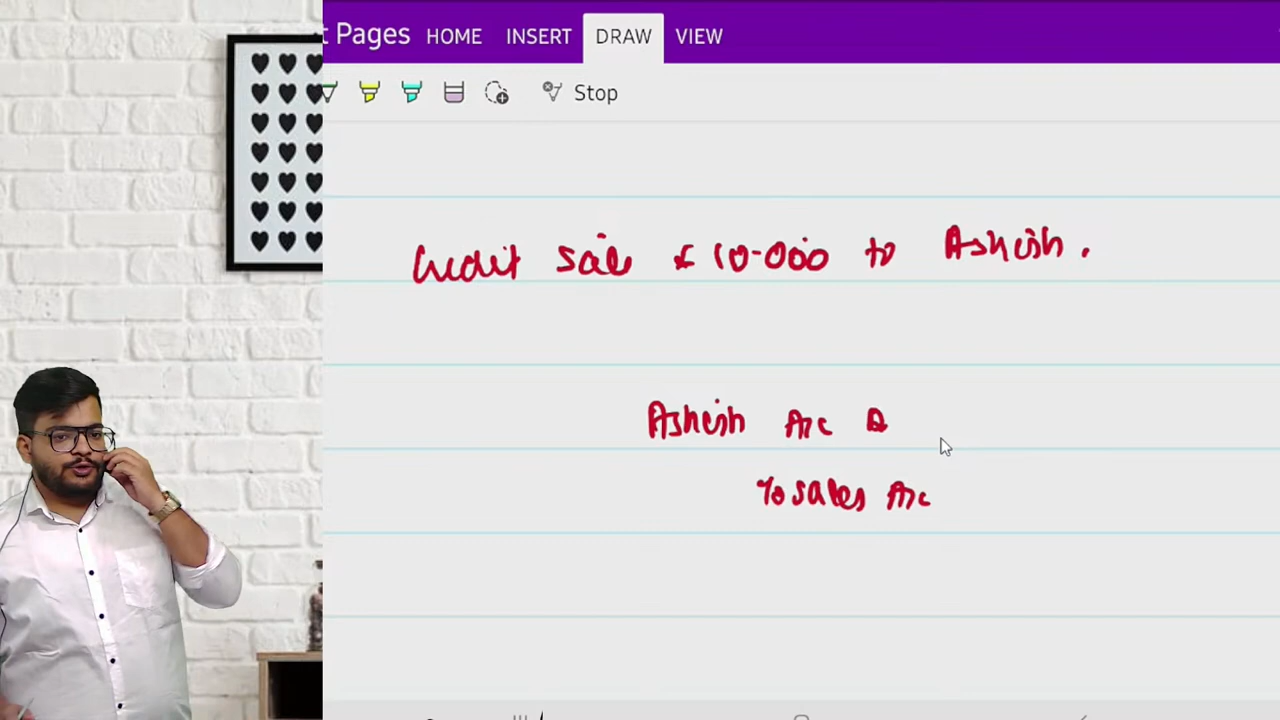 t Pages HOME INSERT DRAW VIEW
Stop
Credit sale ₹ 10.000 to Ashish.
Ashish A/c Dr
To sales A/c